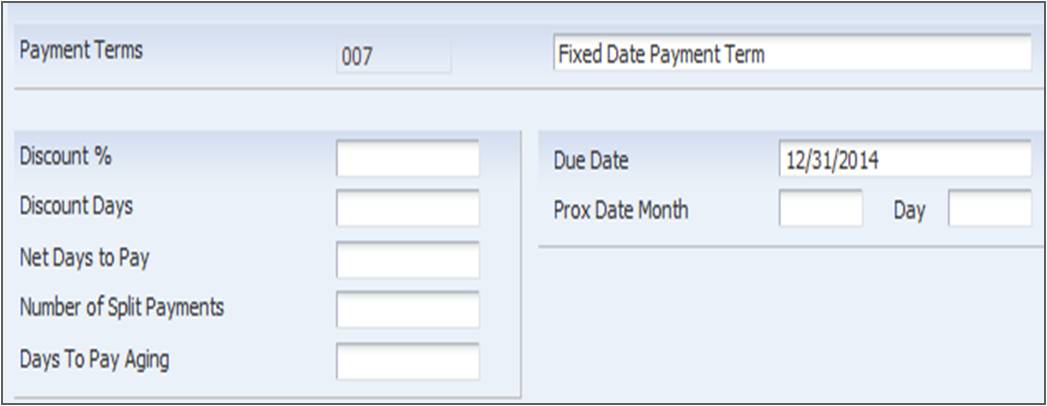 Payment Terms 007 Fixed Date Payment Term
Discount %
Discount Days
Net Days to Pay
Number of Split Payments
Days To Pay Aging
Due Date 12/31/2014
Prox Date Month Day